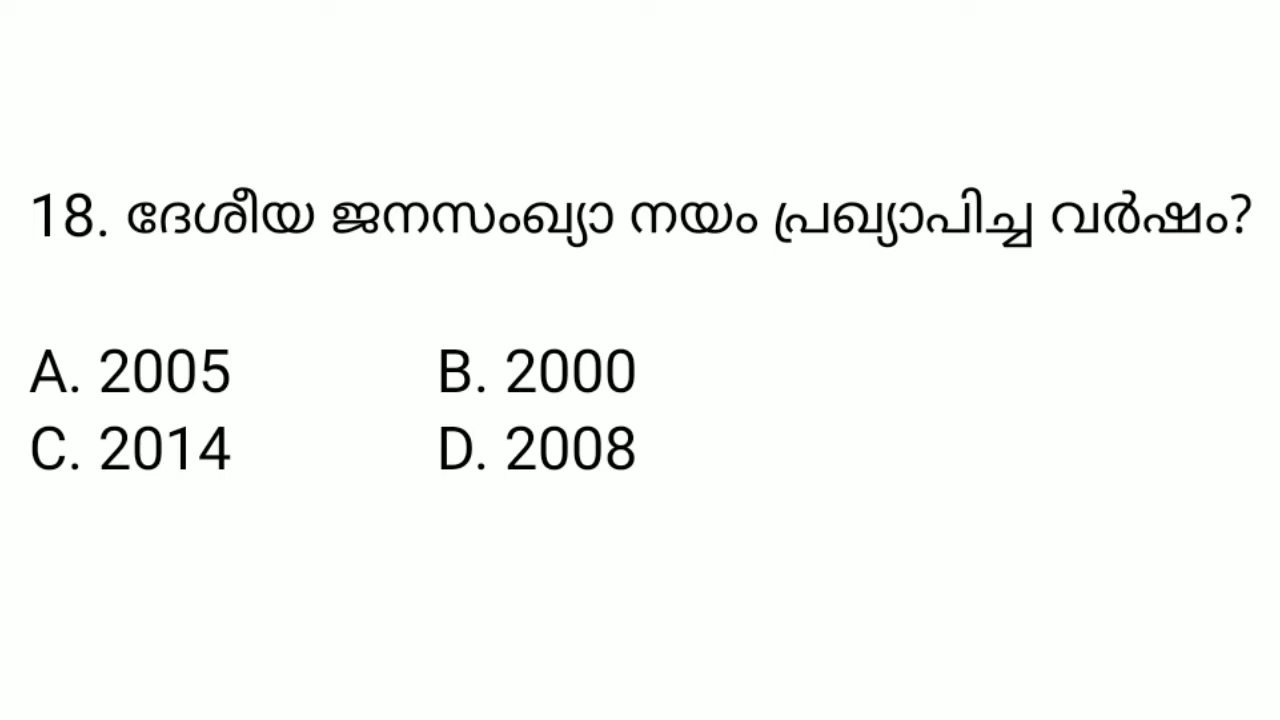 18. ദേശീയ ജനസംഖ്യാ നയം പ്രഖ്യാപിച്ച വർഷം?
A. 2005 B. 2000
C. 2014 D. 2008